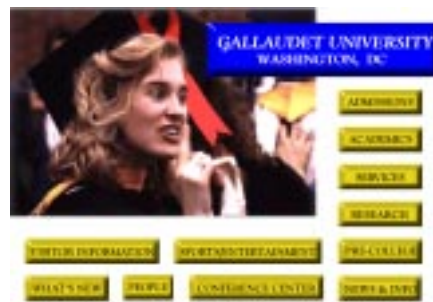 GALLAUDET UNIVERSITY
WASHINGTON, DC
ADMISSIONS
ACADEMICS
SERVICES
RESEARCH
VISITOR INFORMATION
SPORTS/ENTERTAINMENT
PRE-COLLEGE
WHAT'S NEW
PEOPLE
CONFERENCE CENTER
NEWS & INFO